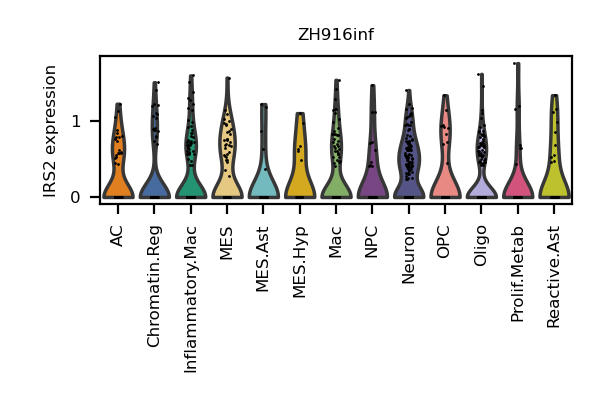 ZH916inf
IRS2 expression
1
0
AC
Chromatin.Reg
Inflammatory.Mac
MES
MES.Ast
MES.Hyp
Mac
NPC
Neuron
OPC
Oligo
Prolif.Metab
Reactive.Ast